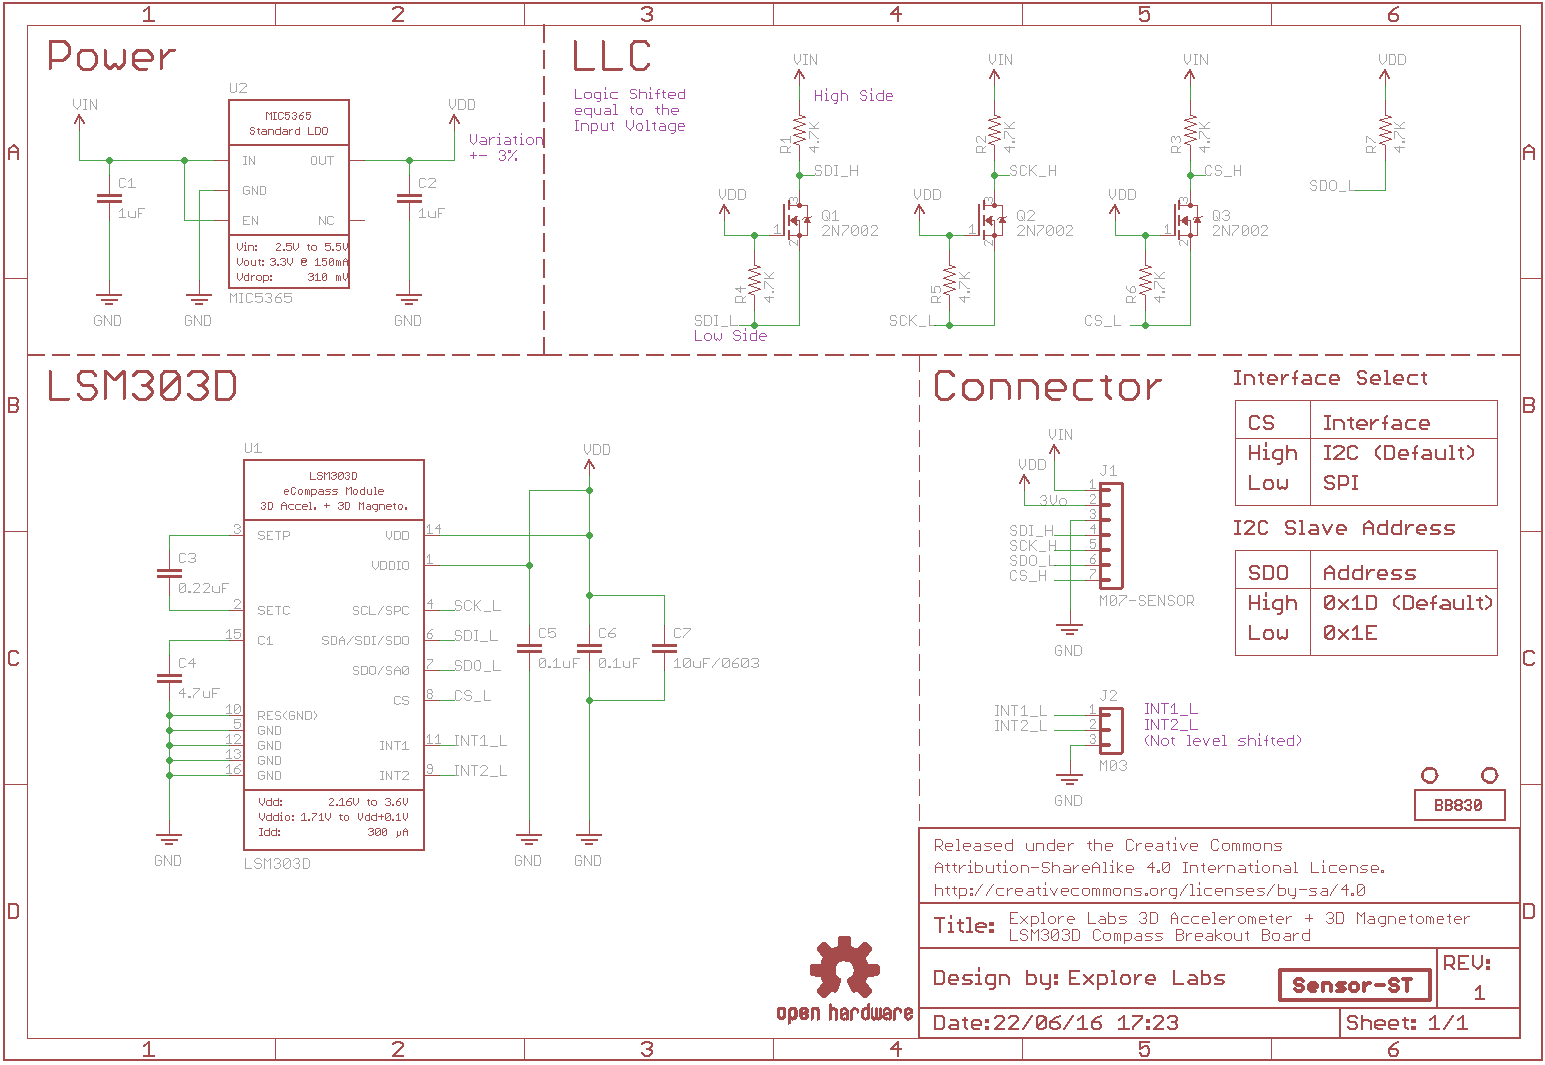 1 2 3 4 5 6
A A
B B
C C
D D
Power
U2
VIN
VDD
MIC5365
Standard LDO
Variation
+- 3%
IN OUT
GND
EN NC
C1
1uF
C2
1uF
Vin: 2.5V to 5.5V
Vout: 3.3V @ 150mA
Vdrop: 310 mV
MIC5365
GND GND GND
LLC
Logic Shifted
equal to the
Input Voltage
VIN VIN VIN VDD
High Side
R1 4.7K
R2 4.7K
R3 4.7K
R7 4.7K
SDI_H SCK_H CS_H SDO_L
VDD VDD VDD
3 3 3
1 1 1
2 2 2
Q1
2N7002
Q2
2N7002
Q3
2N7002
R4 4.7K
R5 4.7K
R6 4.7K
SDI_L SCK_L CS_L
Low Side
LSM303D
U1
VDD
LSM303D
eCompass Module
3D Accel. + 3D Magneto.
3 SETP VDD 14
VDDIO 1
C3
0.22uF
2 SETC SCL/SPC 4 SCK_L
15 C1 SDA/SDI/SDO 6 SDI_L
C4
4.7uF
SDO/SA0 7 SDO_L
CS 8 CS_L
10 RES(GND)
5 GND
12 GND INT1 11 INT1_L
13 GND
16 GND INT2 9 INT2_L
C5
0.1uF
C6
0.1uF
C7
10uF/0603
Vdd: 2.16V to 3.6V
Vddio: 1.71V to Vdd+0.1V
Idd: 300 µA
LSM303D
GND GND GND
Connector
VIN
VDD
J1
1
3Vo 2
3
SDI_H 4
SCK_H 5
SDO_L 6
CS_H 7
M07-SENSOR
GND
J2
INT1_L 1
INT2_L 2
3
M03
GND
INT1_L
INT2_L
(Not level shifted)
Interface Select
CS Interface
High I2C (Default)
Low SPI
I2C Slave Address
SDO Address
High 0x1D (Default)
Low 0x1E
BB830
Released under the Creative Commons
Attribution-ShareAlike 4.0 International License.
http://creativecommons.org/licenses/by-sa/4.0
Title: Explore Labs 3D Accelerometer + 3D Magnetometer
LSM303D Compass Breakout Board
Design by: Explore Labs
Sensor-ST
REV:
1
Date:22/06/16 17:23
Sheet: 1/1
open hardware
1 2 3 4 5 6